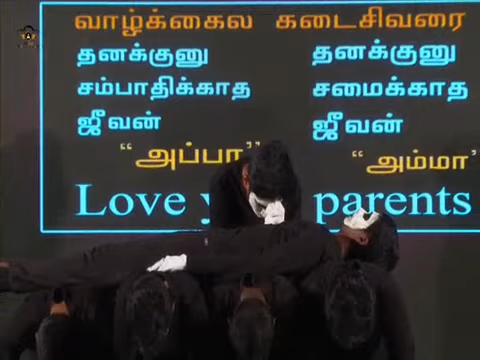 வாழ்க்கைல கடைசிவரை
தனக்குனு தனக்குனு
சம்பாதிக்காத சமைக்காத
ஜீவன் ஜீவன்
“அப்பா” “அம்மா”
Love parents